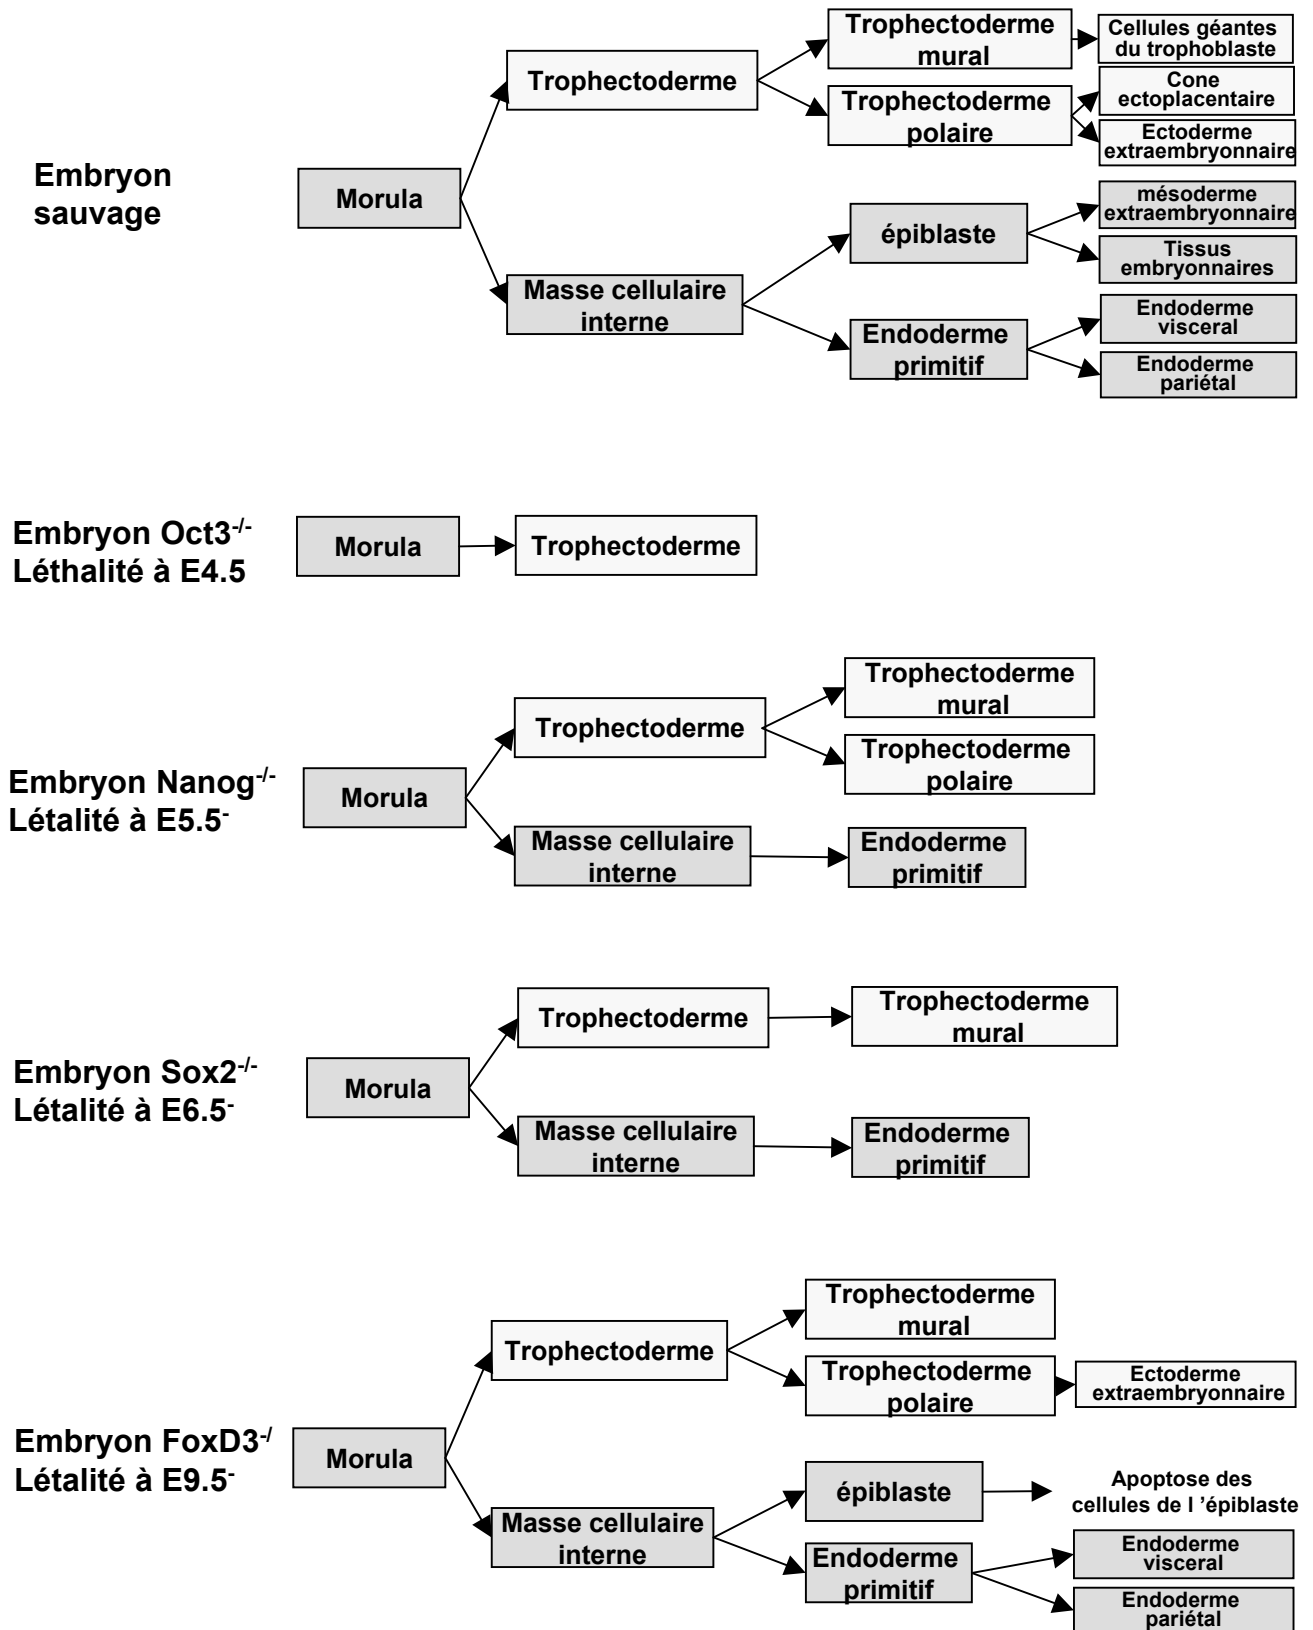 Embryon
sauvage
Morula
Trophectoderme
Trophectoderme
mural
Cellules géantes
du trophoblaste
Trophectoderme
polaire
Cone
ectoplacentaire
Ectoderme
extraembryonnaire
Masse cellulaire
interne
épiblaste
mésoderme
extraembryonnaire
Tissus
embryonnaires
Endoderme
primitif
Endoderme
visceral
Endoderme
pariétal
Embryon Oct3-/-
Léthalité à E4.5
Morula
Trophectoderme
Embryon Nanog-/-
Létalité à E5.5-
Morula
Trophectoderme
Trophectoderme
mural
Trophectoderme
polaire
Masse cellulaire
interne
Endoderme
primitif
Embryon Sox2-/-
Létalité à E6.5-
Morula
Trophectoderme
Trophectoderme
mural
Masse cellulaire
interne
Endoderme
primitif
Embryon FoxD3-/
Létalité à E9.5-
Morula
Trophectoderme
Trophectoderme
mural
Trophectoderme
polaire
Ectoderme
extraembryonnaire
Masse cellulaire
interne
épiblaste
Apoptose des
cellules de l ’épiblaste
Endoderme
primitif
Endoderme
visceral
Endoderme
pariétal